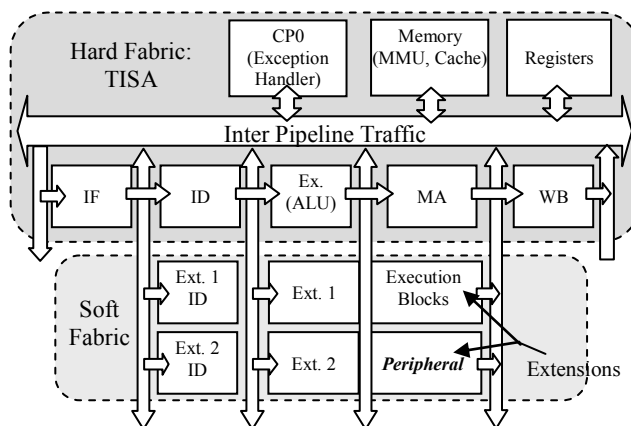 Hard Fabric:
TISA
CP0
(Exception
Handler)
Memory
(MMU, Cache)
Registers
Inter Pipeline Traffic
IF
ID
Ex.
(ALU)
MA
WB
Soft
Fabric
Ext. 1
ID
Ext. 1
Execution
Blocks
Ext. 2
ID
Ext. 2
Peripheral
Extensions